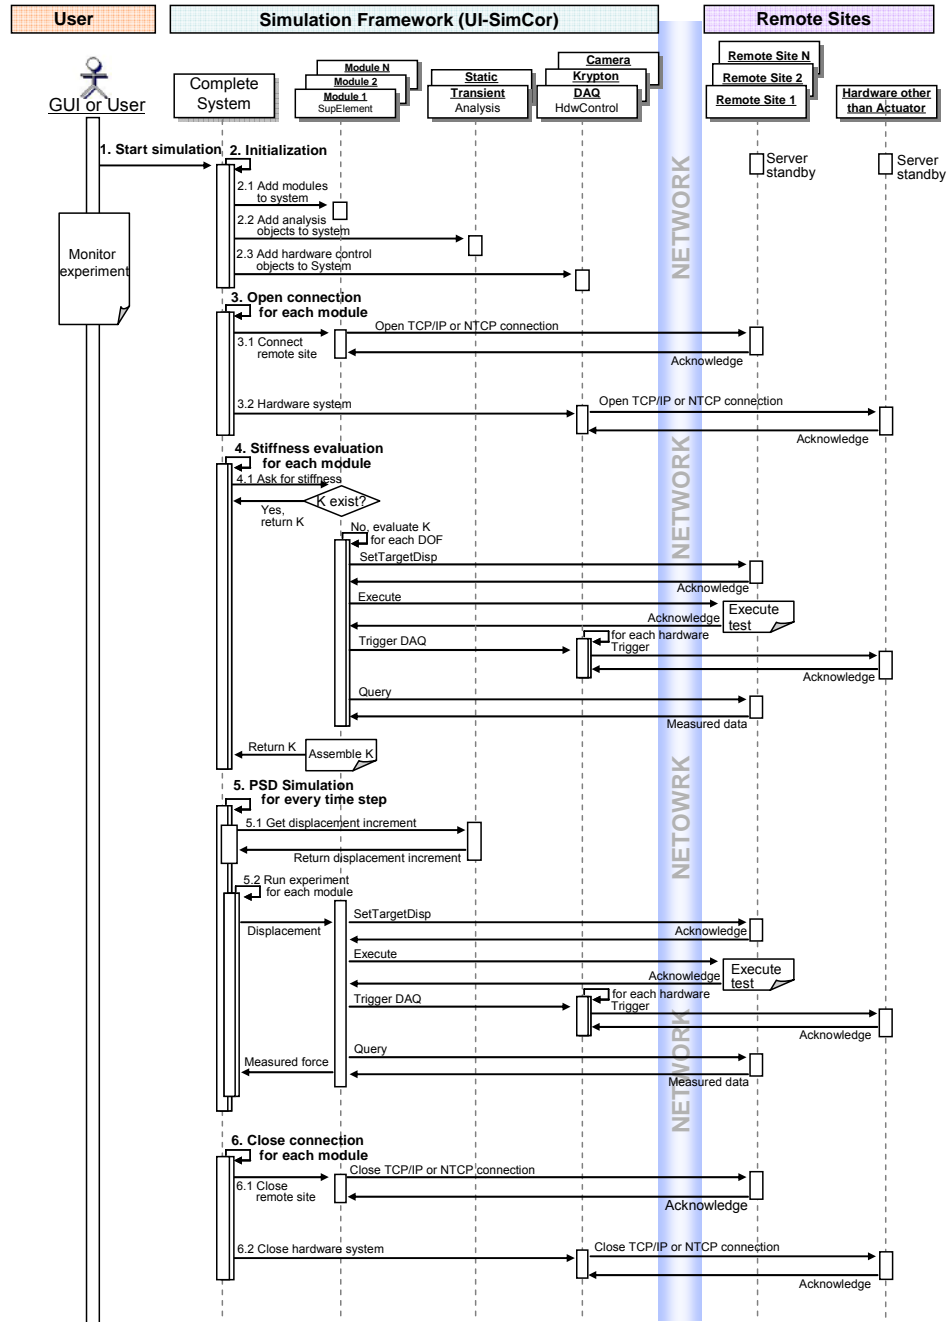 User
Simulation Framework (UI-SimCor)
Remote Sites
GUI or User
Complete
System
Module N
Module 2
Module 1
SupElement
Static
Transient
Analysis
Camera
Krypton
DAQ
HdwControl
Remote Site N
Remote Site 2
Remote Site 1
Hardware other
than Actuator
1. Start simulation
2. Initialization
Server
standby
Server
standby
2.1 Add modules
to system
2.2 Add analysis
objects to system
2.3 Add hardware control
objects to System
Monitor
experiment
NETWORK
3. Open connection
for each module
3.1 Connect
remote site
Open TCP/IP or NTCP connection
Acknowledge
3.2 Hardware system
Open TCP/IP or NTCP connection
Acknowledge
4. Stiffness evaluation
for each module
4.1 Ask for stiffness
K exist?
Yes,
return K
No, evaluate K
for each DOF
NETWORK
SetTargetDisp
Acknowledge
Execute
Acknowledge
Execute
test
Trigger DAQ
for each hardware
Trigger
Acknowledge
Query
Measured data
Return K
Assemble K
5. PSD Simulation
for every time step
NETOWRK
5.1 Get displacement increment
Return displacement increment
5.2 Run experiment
for each module
Displacement
SetTargetDisp
Acknowledge
Execute
Acknowledge
Execute
test
Trigger DAQ
for each hardware
Trigger
Acknowledge
NETWORK
Query
Measured force
Measured data
6. Close connection
for each module
6.1 Close
remote site
Close TCP/IP or NTCP connection
Acknowledge
6.2 Close hardware system
Close TCP/IP or NTCP connection
Acknowledge